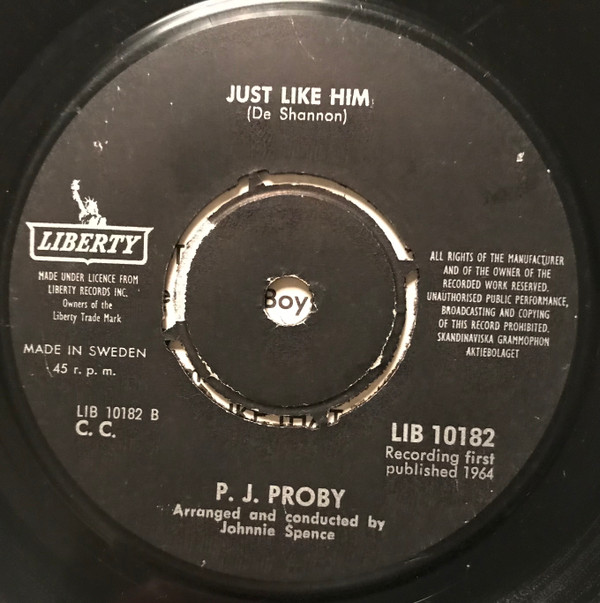 JUST LIKE HIM
(De Shannon)
LIBERTY
MADE UNDER LICENCE FROM
LIBERTY RECORDS INC.
Owners of the
Liberty Trade Mark
MADE IN SWEDEN
45 r. p. m.
LIB 10182 B
C. C.
Boy
ALL RIGHTS OF THE MANUFACTURER
AND OF THE OWNER OF THE
RECORDED WORK RESERVED.
UNAUTHORISED PUBLIC PERFORMANCE,
BROADCASTING AND COPYING
OF THIS RECORD PROHIBITED.
SKANDINAVISKA GRAMMOPHON
AKTIEBOLAGET
LIB 10182
Recording first
published 1964
P. J. PROBY
Arranged and conducted by
Johnnie Spence